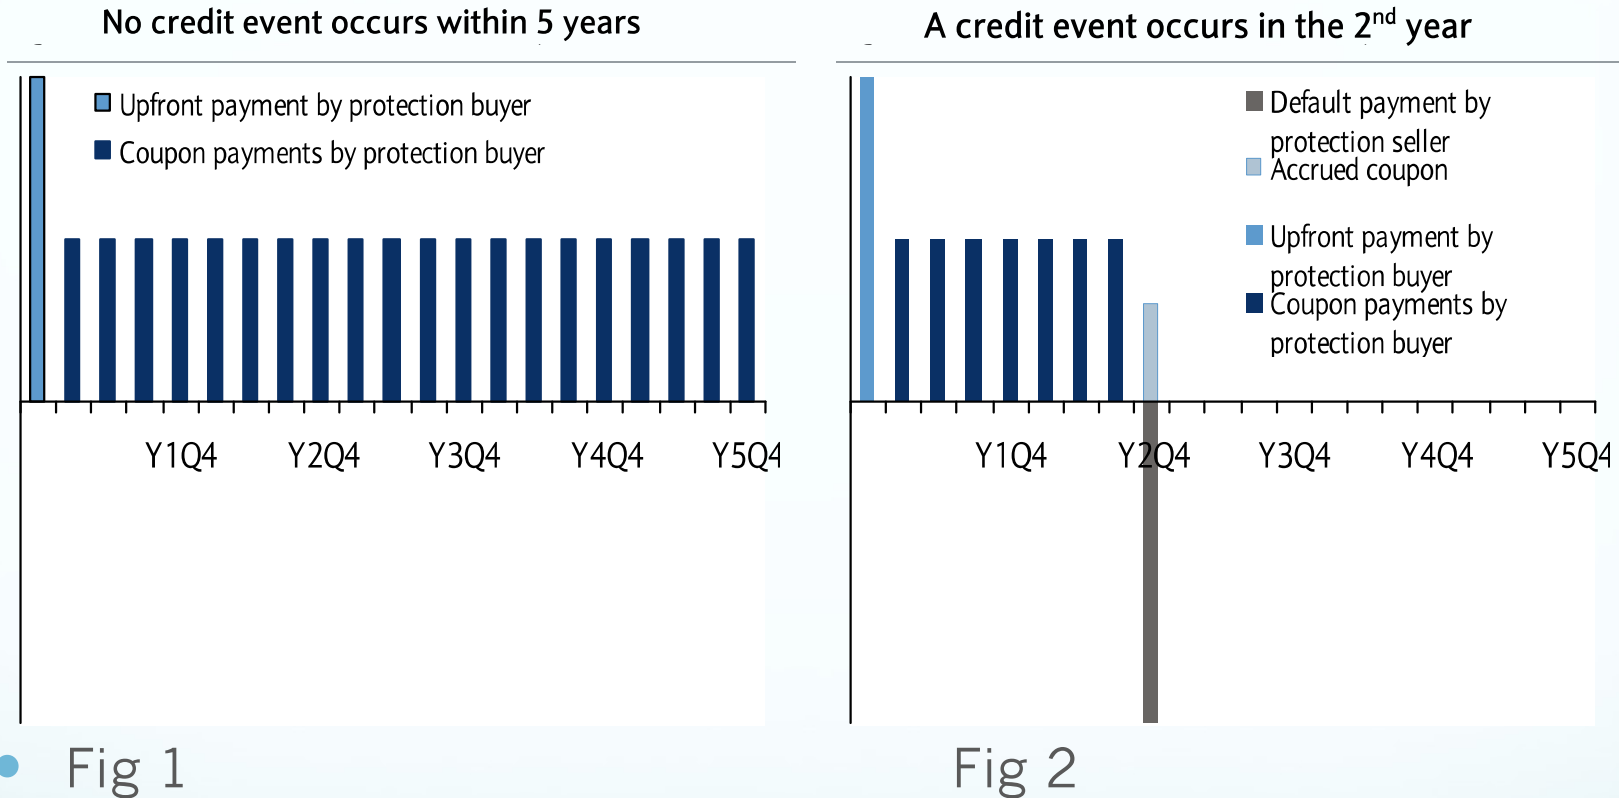 No credit event occurs within 5 years
Upfront payment by protection buyer
Coupon payments by protection buyer
Y1Q4 Y2Q4 Y3Q4 Y4Q4 Y5Q4
Fig 1
A credit event occurs in the 2nd year
Default payment by
protection seller
Accrued coupon
Upfront payment by
protection buyer
Coupon payments by
protection buyer
Y1Q4 Y2Q4 Y3Q4 Y4Q4 Y5Q4
Fig 2